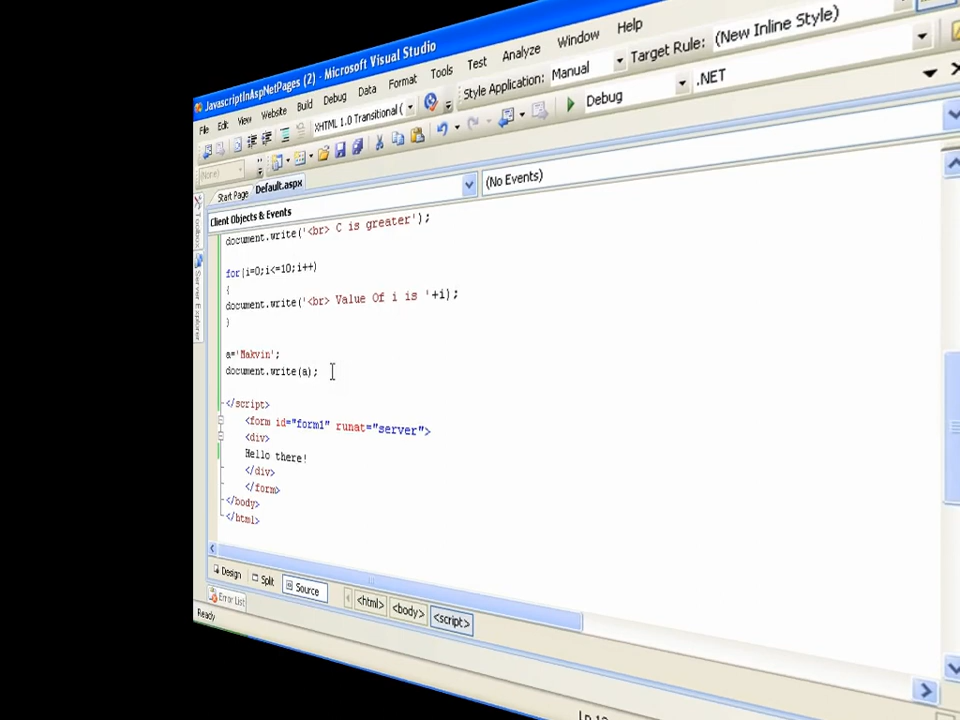 JavascriptInAspNetPages (2) - Microsoft Visual Studio
File Edit View Website Build Debug Data Format Tools Test Analyze Window Help
XHTML 1.0 Transitional ( Style Application: Manual Target Rule: (New Inline Style)
(None) Debug .NET
Start Page Default.aspx
Client Objects & Events (No Events)
Toolbox
Server Explorer
document.write('<br> C is greater');
for(i=0;i<=10;i++)
{
document.write('<br> Value Of i is '+i);
}
a='Makvin';
document.write(a);
</script>
<form id="form1" runat="server">
<div>
Hello there!
</div>
</form>
</body>
</html>
Design Split Source <html> <body> <script>
Error List
Ready